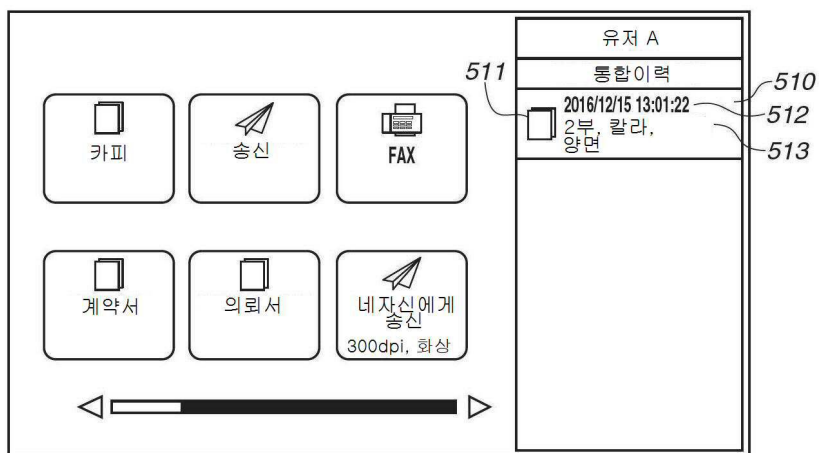 유저 A
통합이력
511
510
2016/12/15 13:01:22
512
2부, 칼라,
양면
513
카피
송신
FAX
계약서
의뢰서
네자신에게
송신
300dpi, 화상